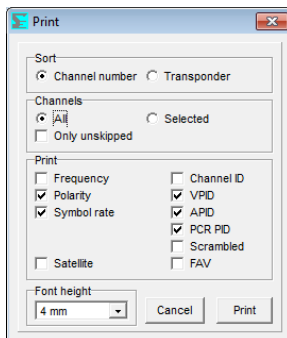 Print
Sort
Channel number Transponder
Channels
All Selected
Only unskipped
Print
Frequency Channel ID
Polarity VPID
Symbol rate APID
PCR PID
Scrambled
Satellite FAV
Font height
4 mm Cancel Print